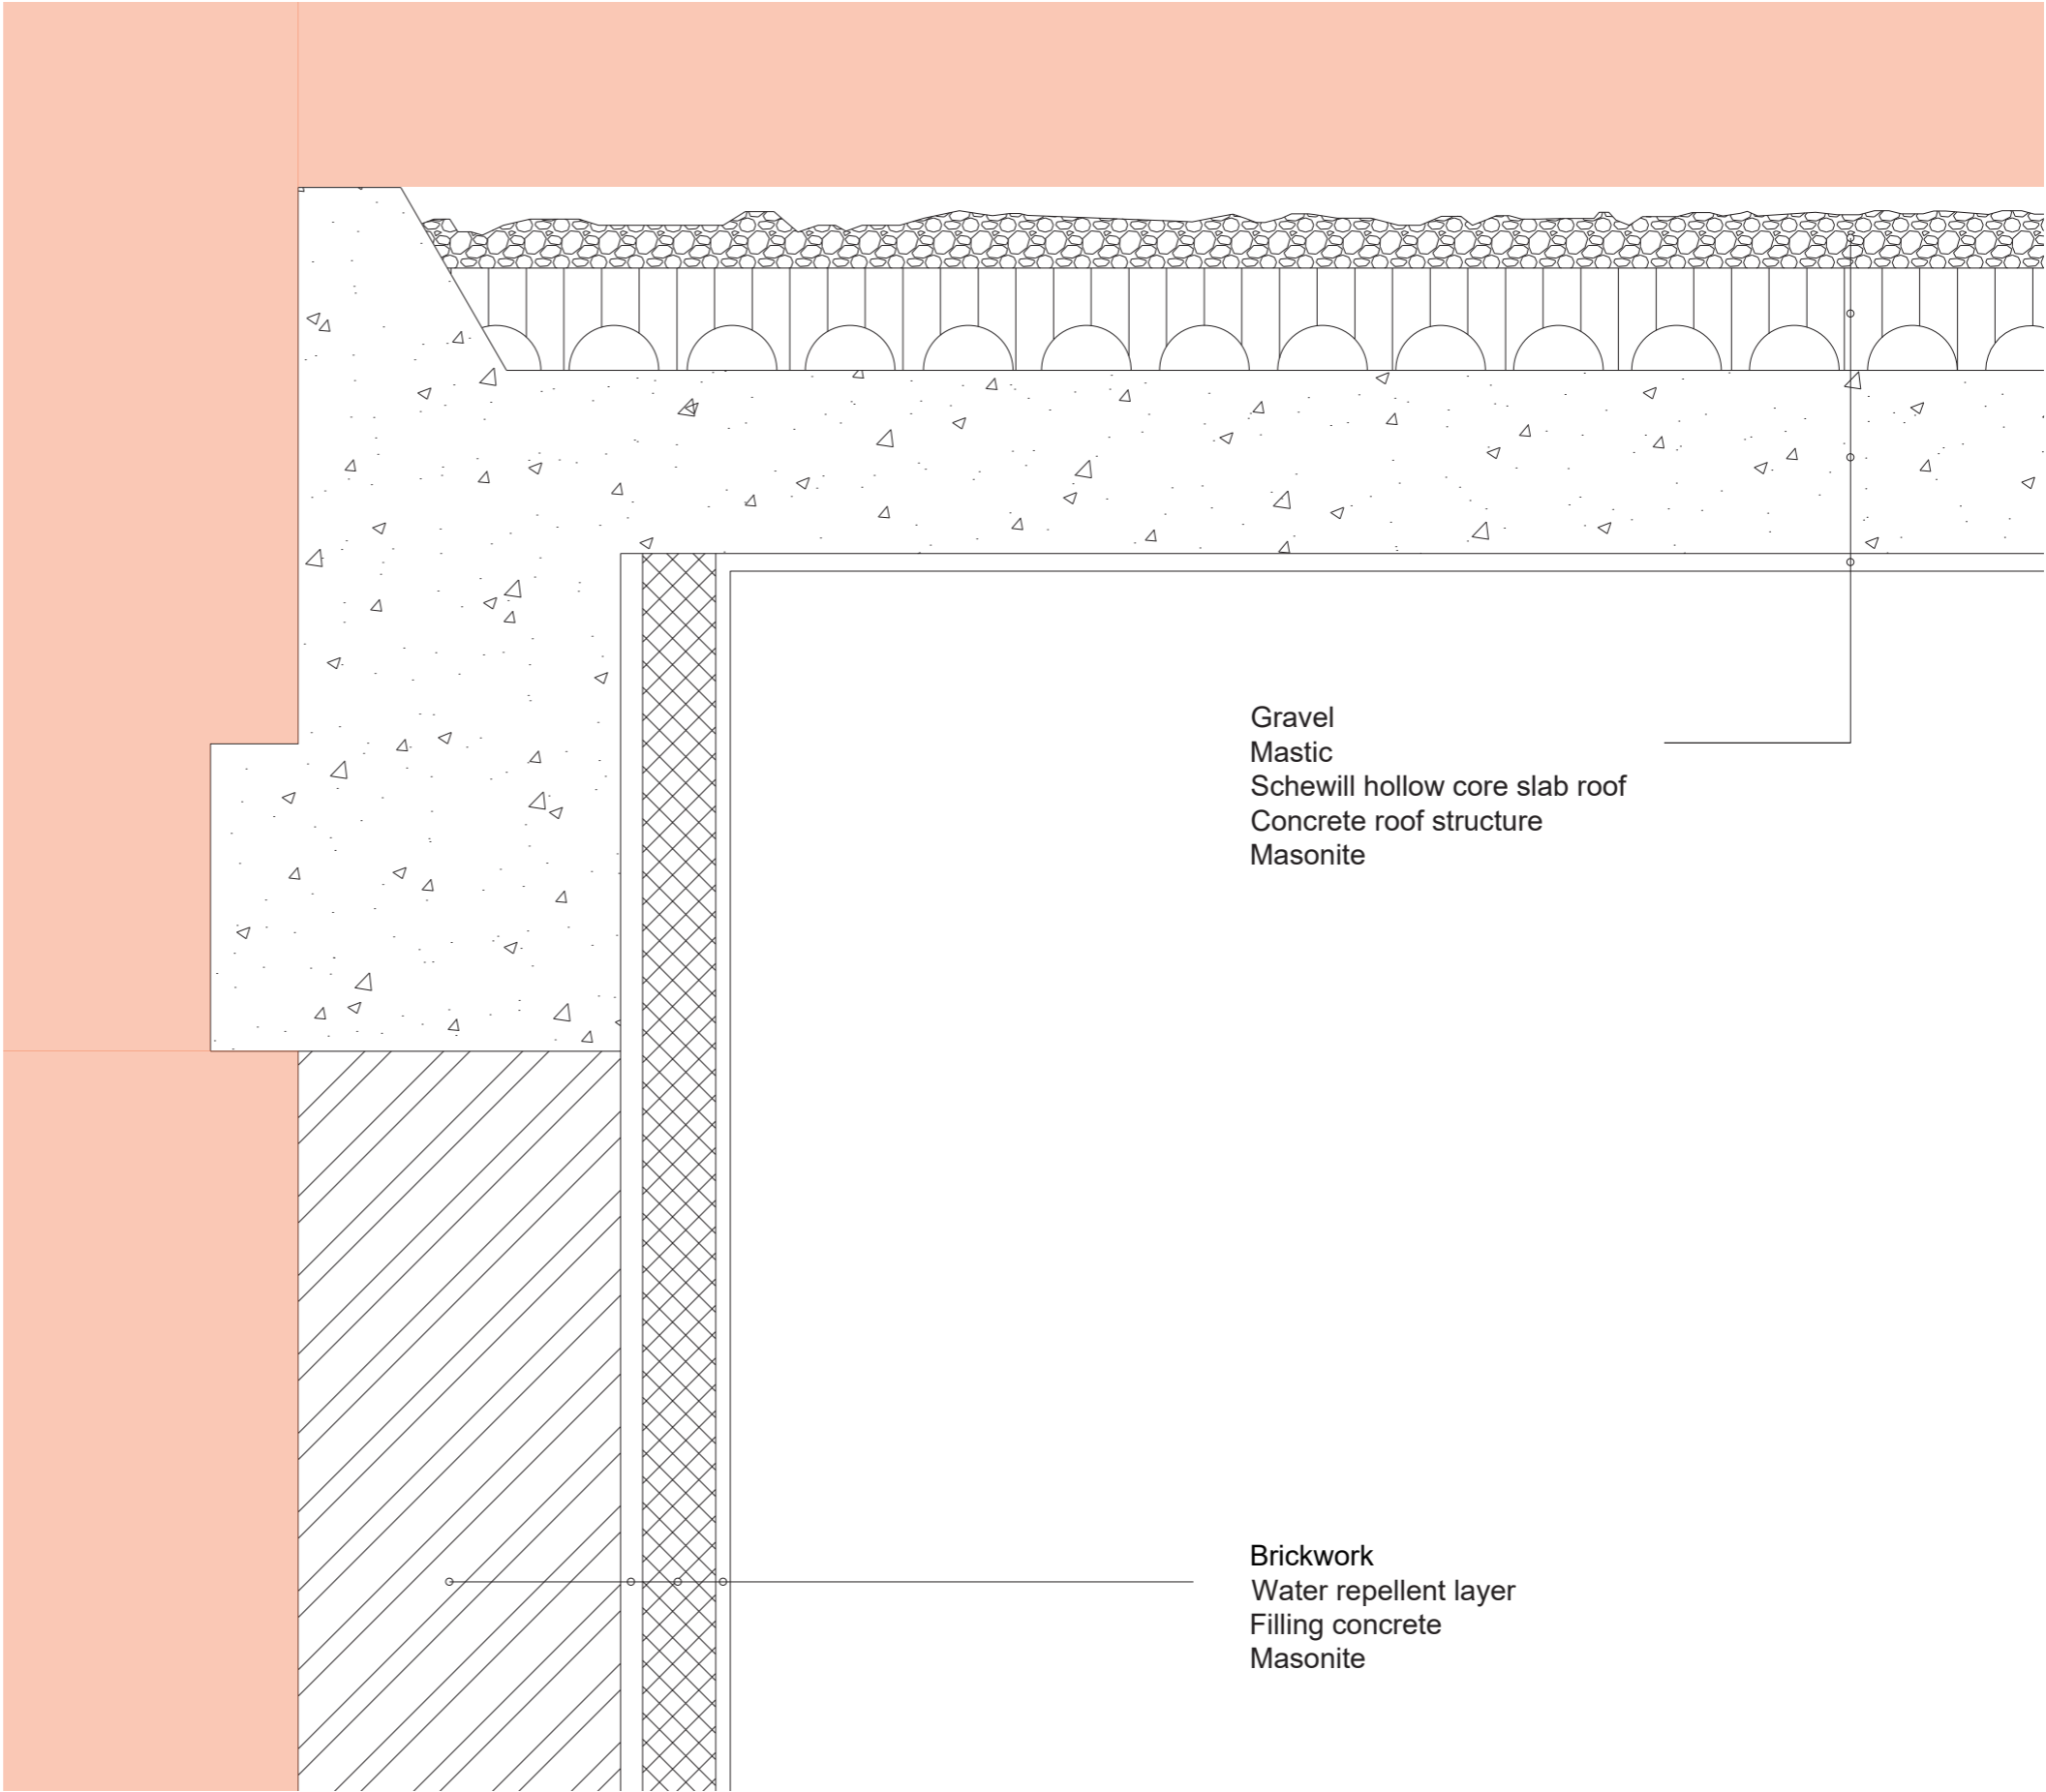 Gravel
Mastic
Schewill hollow core slab roof
Concrete roof structure
Masonite
Brickwork
Water repellent layer
Filling concrete
Masonite